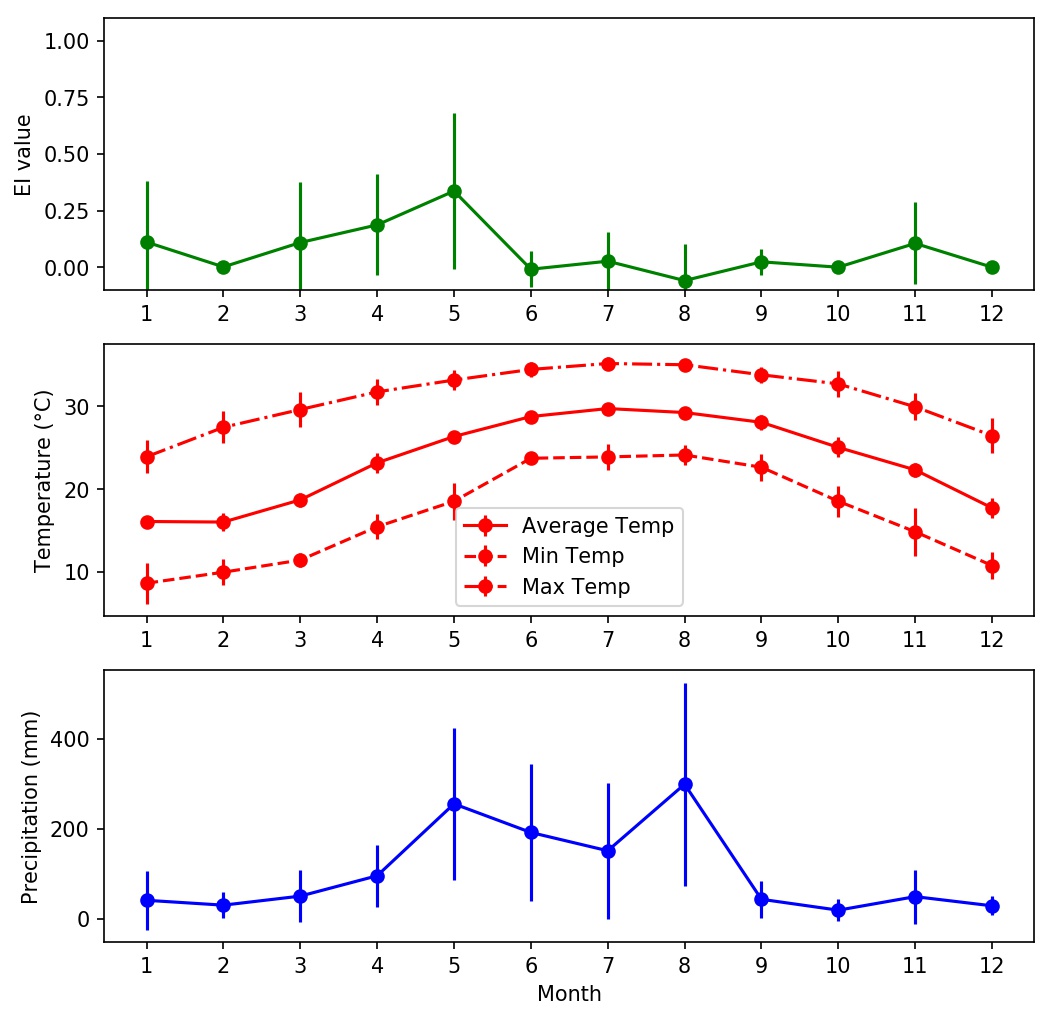 1.00
0.75
0.50
0.25
0.00
EI value
1 2 3 4 5 6 7 8 9 10 11 12
30
20
10
Temperature (°C)
Average Temp
Min Temp
Max Temp
1 2 3 4 5 6 7 8 9 10 11 12
400
200
0
Precipitation (mm)
1 2 3 4 5 6 7 8 9 10 11 12
Month